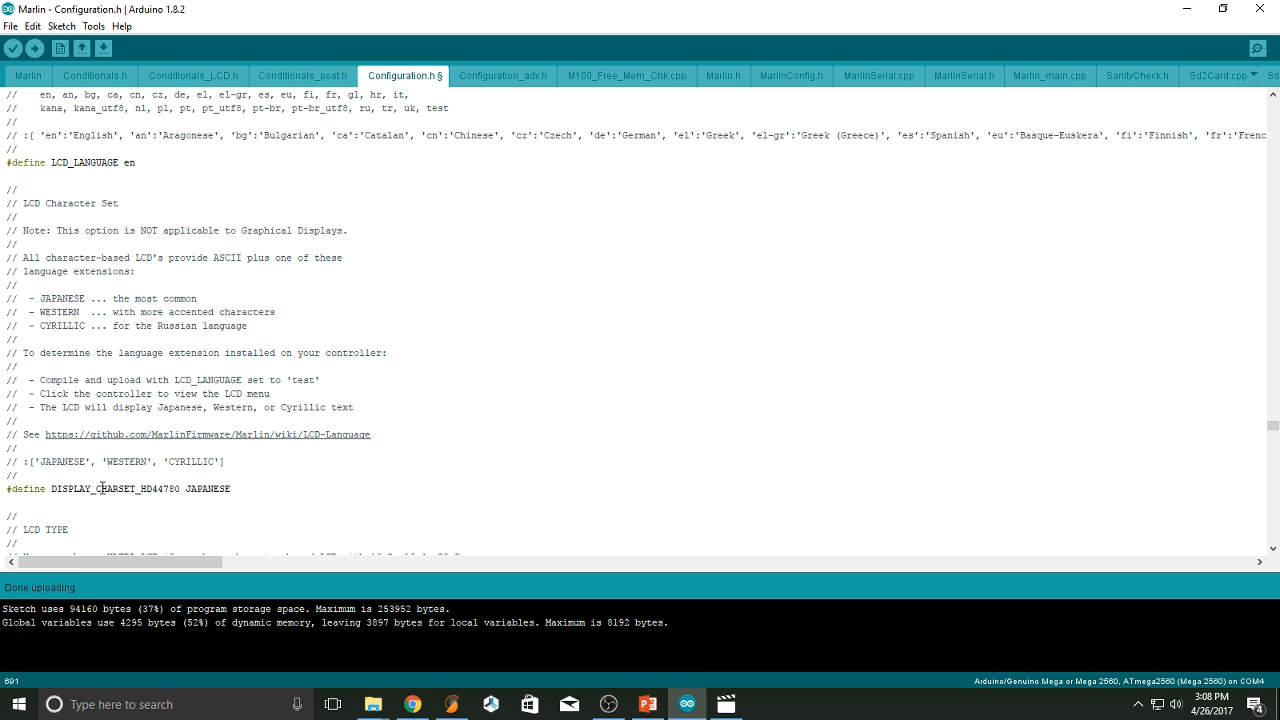 Marlin - Configuration.h | Arduino 1.8.2
File Edit Sketch Tools Help
Marlin Conditionals.h Conditionals_LCD.h Conditionals_post.h Configuration.h § Configuration_adv.h M100_Free_Mem_Chk.cpp Marlin.h MarlinConfig.h MarlinSerial.cpp MarlinSerial.h Marlin_main.cpp SanityCheck.h Sd2Card.cpp Sd
// en, an, bg, ca, cn, cz, de, el, el-gr, es, eu, fi, fr, gl, hr, it,
// kana, kana_utf8, nl, pl, pt, pt_utf8, pt-br, pt-br_utf8, ru, tr, uk, test
//
// :{ 'en':'English', 'an':'Aragonese', 'bg':'Bulgarian', 'ca':'Catalan', 'cn':'Chinese', 'cz':'Czech', 'de':'German', 'el':'Greek', 'el-gr':'Greek (Greece)', 'es':'Spanish', 'eu':'Basque-Euskera', 'fi':'Finnish', 'fr':'Frenc
//
#define LCD_LANGUAGE en
//
// LCD Character Set
//
// Note: This option is NOT applicable to Graphical Displays.
//
// All character-based LCD's provide ASCII plus one of these
// language extensions:
//
// - JAPANESE ... the most common
// - WESTERN ... with more accented characters
// - CYRILLIC ... for the Russian language
//
// To determine the language extension installed on your controller:
//
// - Compile and upload with LCD_LANGUAGE set to 'test'
// - Click the controller to view the LCD menu
// - The LCD will display Japanese, Western, or Cyrillic text
//
// See https://github.com/MarlinFirmware/Marlin/wiki/LCD-Language
//
// :['JAPANESE', 'WESTERN', 'CYRILLIC']
//
#define DISPLAY_CHARSET_HD44780 JAPANESE
//
// LCD TYPE
//
Done uploading.
Sketch uses 94160 bytes (37%) of program storage space. Maximum is 253952 bytes.
Global variables use 4295 bytes (52%) of dynamic memory, leaving 3897 bytes for local variables. Maximum is 8192 bytes.
691 Arduino/Genuino Mega or Mega 2560, ATmega2560 (Mega 2560) on COM4
Type here to search
3:08 PM
4/26/2017
4